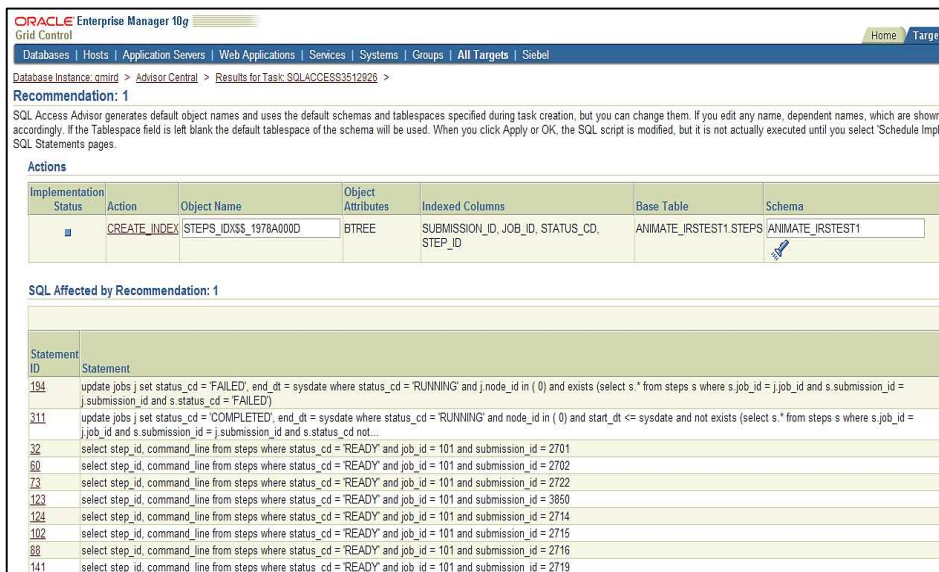 ORACLE Enterprise Manager 10g
Grid Control
Home Targe
Databases | Hosts | Application Servers | Web Applications | Services | Systems | Groups | All Targets | Siebel
Database Instance: qmird > Advisor Central > Results for Task: SQLACCESS3512926 >
Recommendation: 1
SQL Access Advisor generates default object names and uses the default schemas and tablespaces specified during task creation, but you can change them. If you edit any name, dependent names, which are shown
accordingly. If the Tablespace field is left blank the default tablespace of the schema will be used. When you click Apply or OK, the SQL script is modified, but it is not actually executed until you select 'Schedule Impl
SQL Statements pages.
Actions
Implementation Status Action Object Name Object Attributes Indexed Columns Base Table Schema
CREATE_INDEX STEPS_IDX$$_1978A000D BTREE SUBMISSION_ID, JOB_ID, STATUS_CD, STEP_ID ANIMATE_IRSTEST1.STEPS ANIMATE_IRSTEST1
SQL Affected by Recommendation: 1
Statement ID Statement
194 update jobs j set status_cd = 'FAILED', end_dt = sysdate where status_cd = 'RUNNING' and j.node_id in ( 0) and exists (select s.* from steps s where s.job_id = j.job_id and s.submission_id =
j.submission_id and s.status_cd = 'FAILED')
311 update jobs j set status_cd = 'COMPLETED', end_dt = sysdate where status_cd = 'RUNNING' and node_id in ( 0) and start_dt <= sysdate and not exists (select s.* from steps s where s.job_id =
j.job_id and s.submission_id = j.submission_id and s.status_cd not...
32 select step_id, command_line from steps where status_cd = 'READY' and job_id = 101 and submission_id = 2701
60 select step_id, command_line from steps where status_cd = 'READY' and job_id = 101 and submission_id = 2702
73 select step_id, command_line from steps where status_cd = 'READY' and job_id = 101 and submission_id = 2722
123 select step_id, command_line from steps where status_cd = 'READY' and job_id = 101 and submission_id = 3850
124 select step_id, command_line from steps where status_cd = 'READY' and job_id = 101 and submission_id = 2714
102 select step_id, command_line from steps where status_cd = 'READY' and job_id = 101 and submission_id = 2715
88 select step_id, command_line from steps where status_cd = 'READY' and job_id = 101 and submission_id = 2716
141 select step_id, command_line from steps where status_cd = 'READY' and job_id = 101 and submission_id = 2719